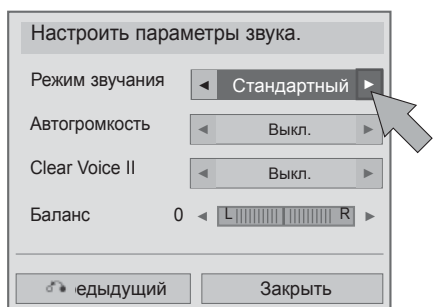 Настроить параметры звука.
Режим звучания ◄ Стандартный ►
Автогромкость ◄ Выкл. ►
Clear Voice II ◄ Выкл. ►
Баланс 0 ◄ L R ►
едыдущий Закрыть